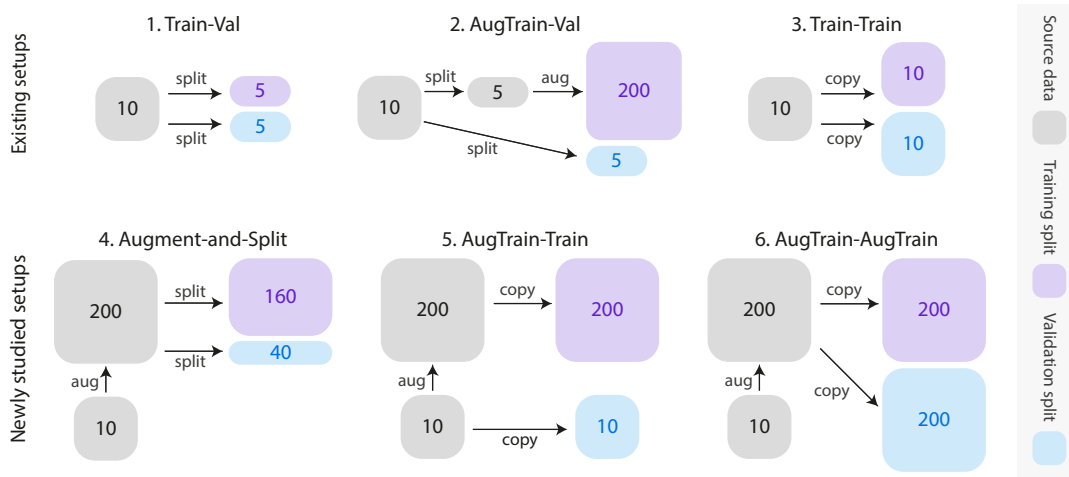 Existing setups
1. Train-Val
10
split
5
split
5
2. AugTrain-Val
10
split
5
aug
200
split
5
3. Train-Train
10
copy
10
copy
10
Newly studied setups
4. Augment-and-Split
200
split
160
split
40
aug
10
5. AugTrain-Train
200
copy
200
aug
10
copy
10
6. AugTrain-AugTrain
200
copy
200
copy
200
aug
10
Source data
Training split
Validation split